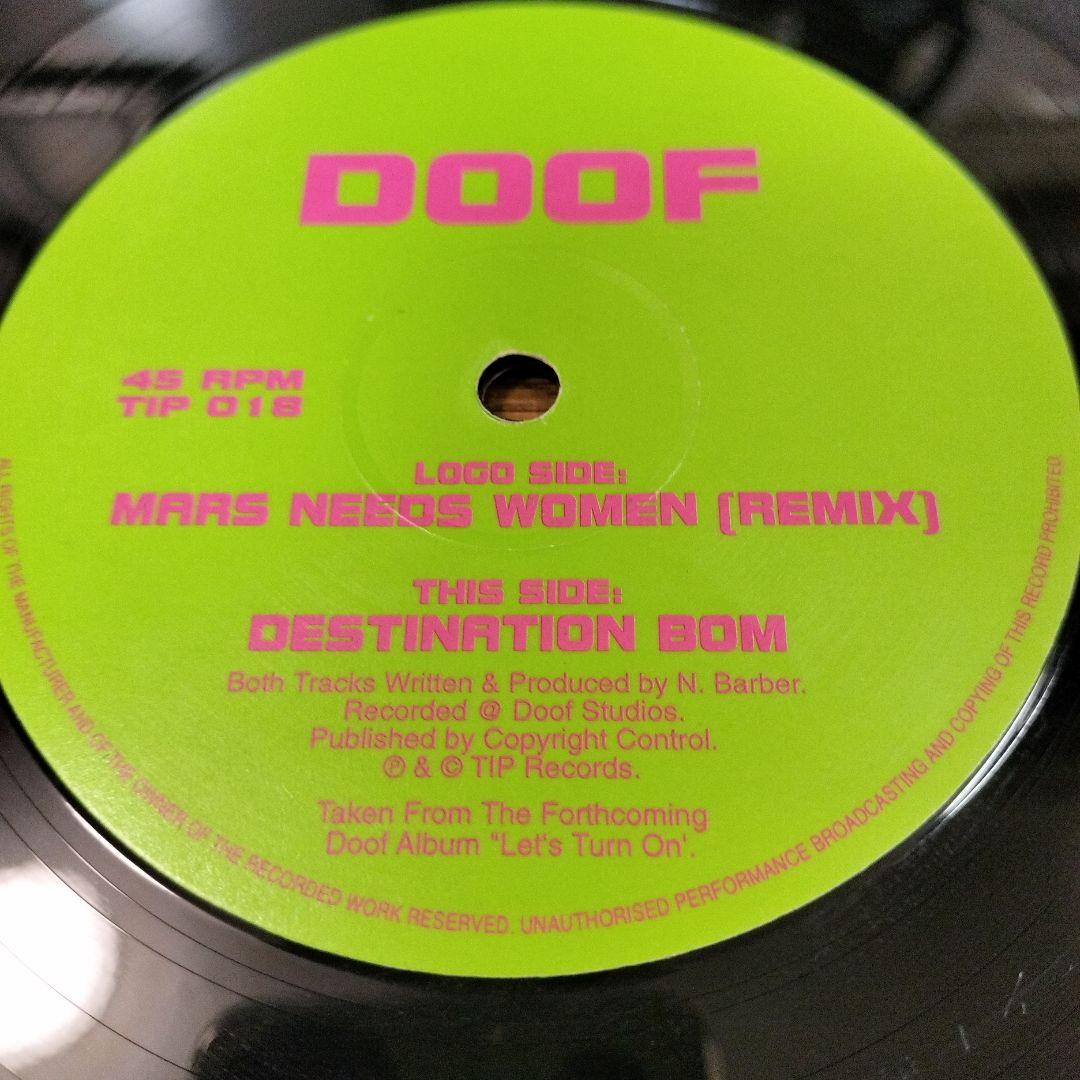 DOOF
45 RPM
TIP 018
LOGO SIDE:
MARS NEEDS WOMEN (REMIX)
THIS SIDE:
DESTINATION BOM
Both Tracks Written & Produced by N. Barber.
Recorded @ Doof Studios.
Published by Copyright Control.
℗ & © TIP Records.
Taken From The Forthcoming
Doof Album "Let's Turn On'.
ALL RIGHTS OF THE MANUFACTURER AND OF THE OWNER OF THE RECORDED WORK RESERVED. UNAUTHORISED PERFORMANCE BROADCASTING AND COPYING OF THIS RECORD PROHIBITED.